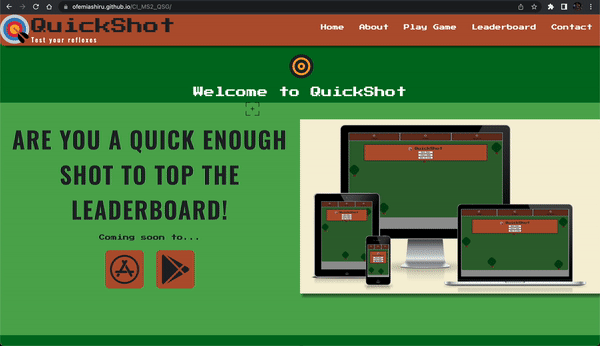 ofemiashiru.github.io/CI_MS2_QSG/
QuickShot
Test your reflexes
Home About Play Game Leaderboard Contact
Welcome to QuickShot
ARE YOU A QUICK ENOUGH
SHOT TO TOP THE
LEADERBOARD!
Coming soon to...
QuickShot
QuickShot